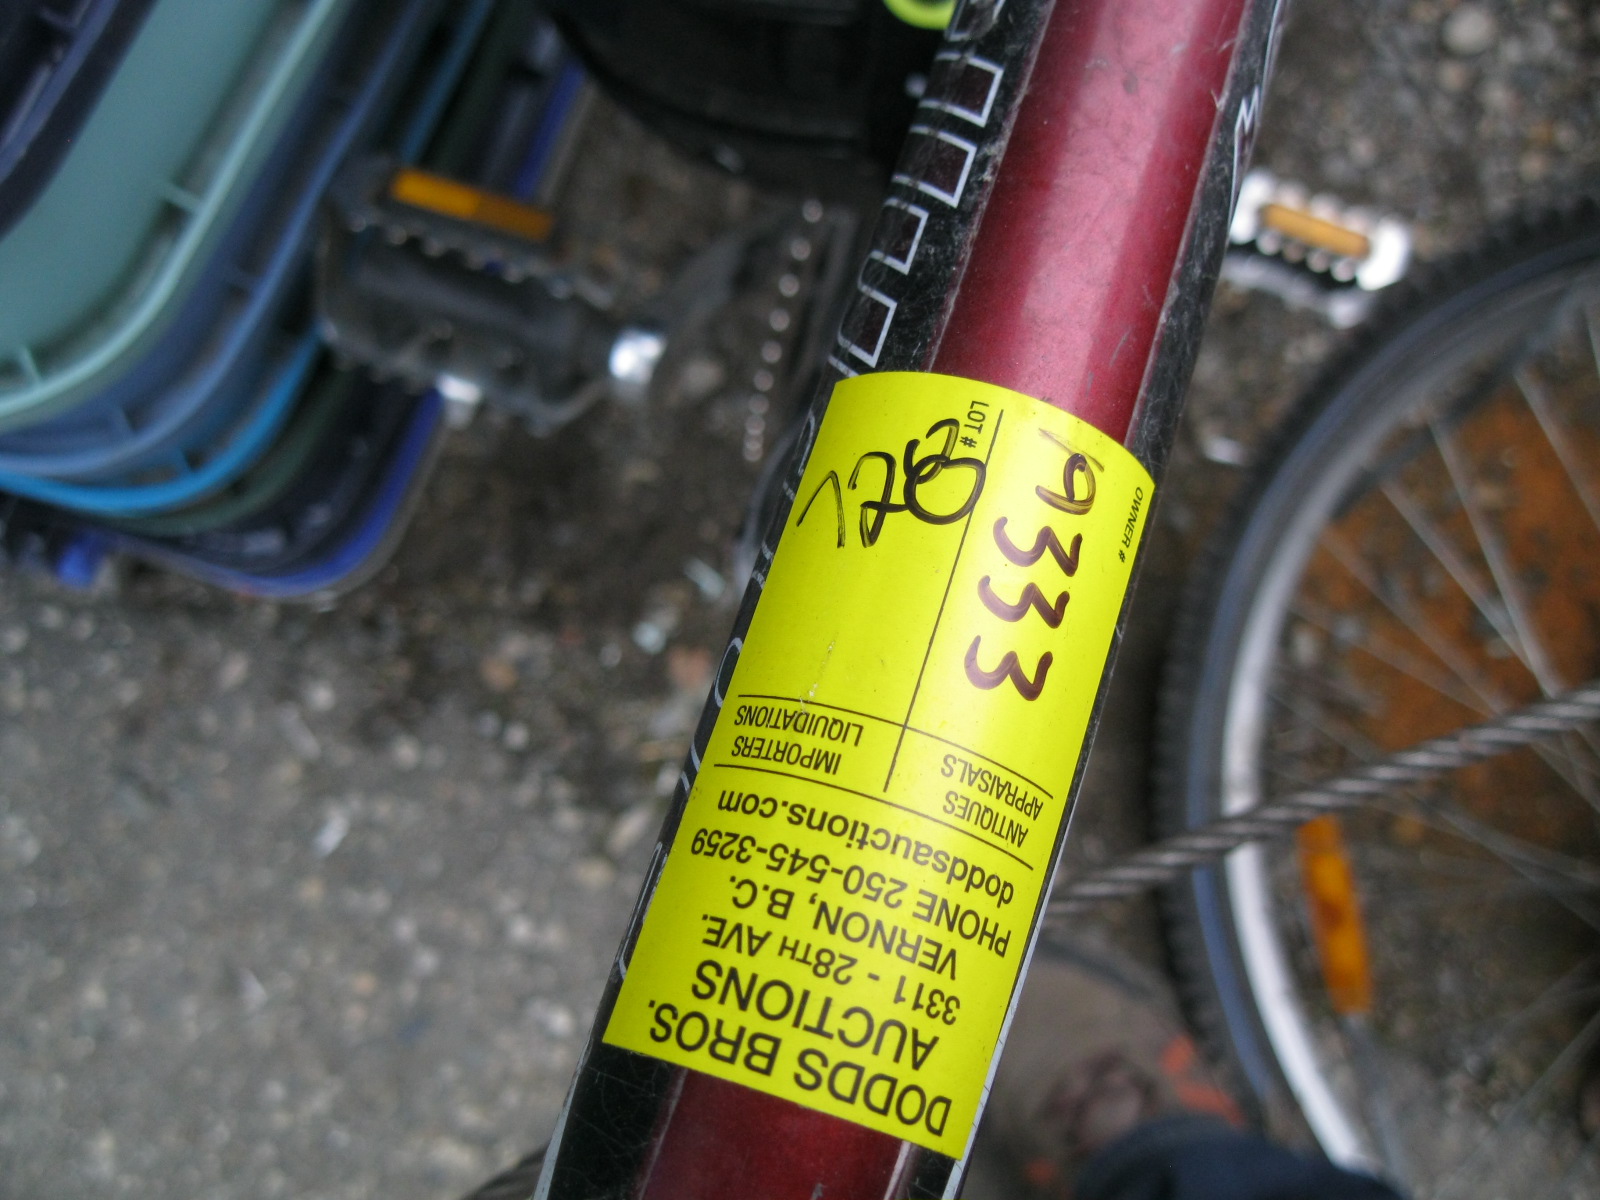 DODDS BROS.
AUCTIONS
3311 - 28TH AVE.
VERNON, B.C.
PHONE 250-545-3259
doddsauctions.com
ANTIQUES
APPRAISALS
IMPORTERS
LIQUIDATIONS
OWNER #
19333
LOT #